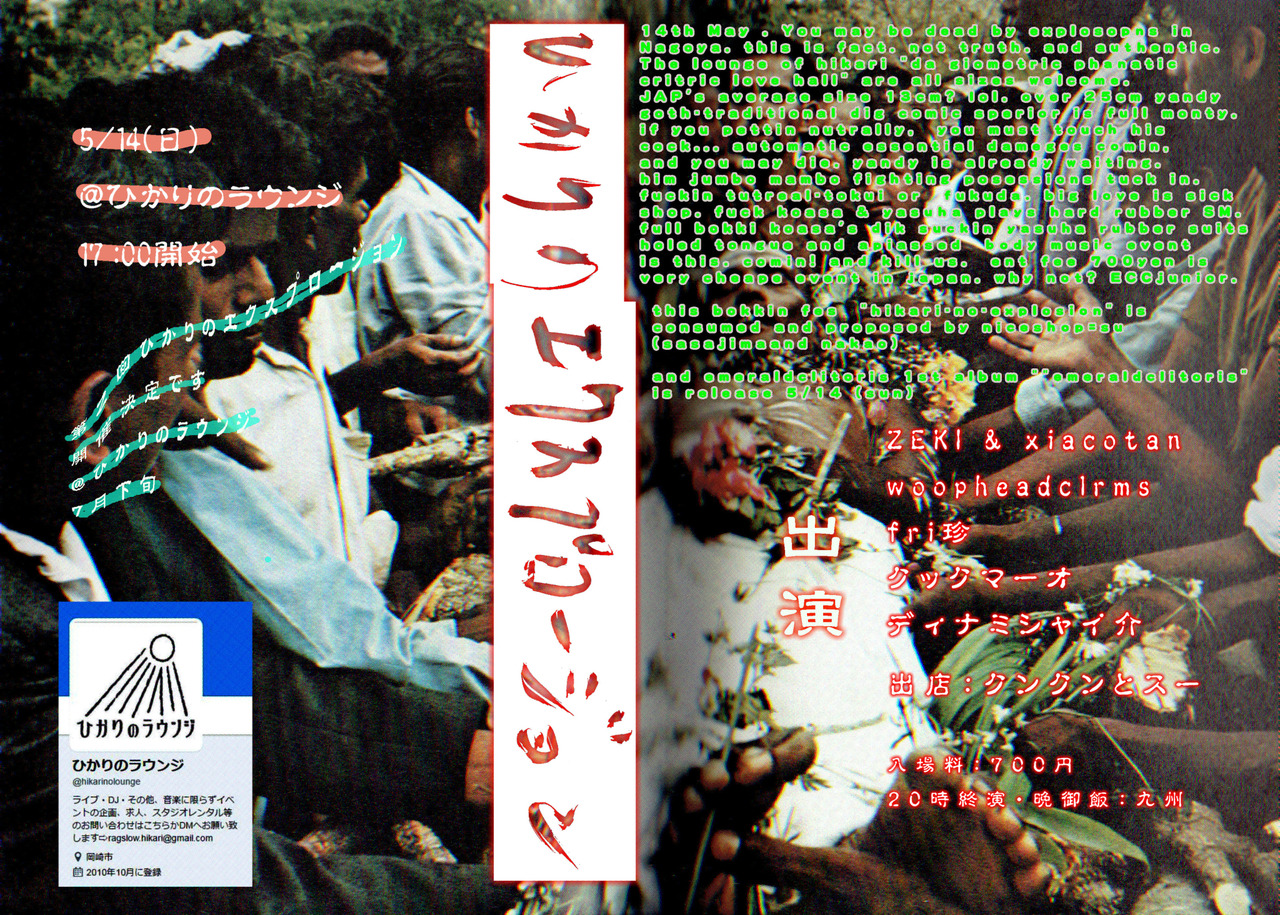 5/14(日)
@ひかりのラウンジ
17:00開始
第一回ひかりのエクスプロージョン
開催決定です
@ひかりのラウンジ
7月下旬
ひかりのラウンジ
ひかりのラウンジ
@hikarinolounge
ライブ・DJ・その他、音楽に限らずイベ
ントの企画、求人、スタジオレンタル等
のお問い合わせはこちらかDMへお願い致
します⇨ragslow.hikari@gmail.com
岡崎市
2010年10月に登録
ひかりのエクスプロージョン
14th May . You may be dead by explosenns in
Nagoya. this is fact. not truth. and authentic.
The lounge of hikari "da giometric phanatic
critric love hall" are all sizes welcome.
JAP's average size 13cm? lol. over 25cm yandy
goth-traditional dig comic sperior is full monty.
if you pettin nutrally, you must touch his
cock... automatic essential damages comin,
and you may die. yandy is already waiting.
him jumbo mambo fighting possessions tuck in.
fuckin tutreal-tokui or fukuda. big love is sick
shop. fuck koasa & yasuha plays hard rubber SM.
full bokki koasa's dik suckin yasuha rubber suits
holed tongue and aciassed body music event
is this. comin! and kill us. ent fee 700yen is
very cheape event in japan. why not? ECCjunior.
this bokkin fes "hikari-no-explosion" is
consumed and proposed by niceshop=su
(sasajimaand nakao)
and emeraldcliteris 1st album "emeraldclitoris"
is release 5/14 (sun)
出演
ZEKI & xiacotan
woopheadclrms
fri珍
クックマーオ
ディナミシャイ介
出店:クンクンとスー
入場料:700円
20時終演・晩御飯:九州